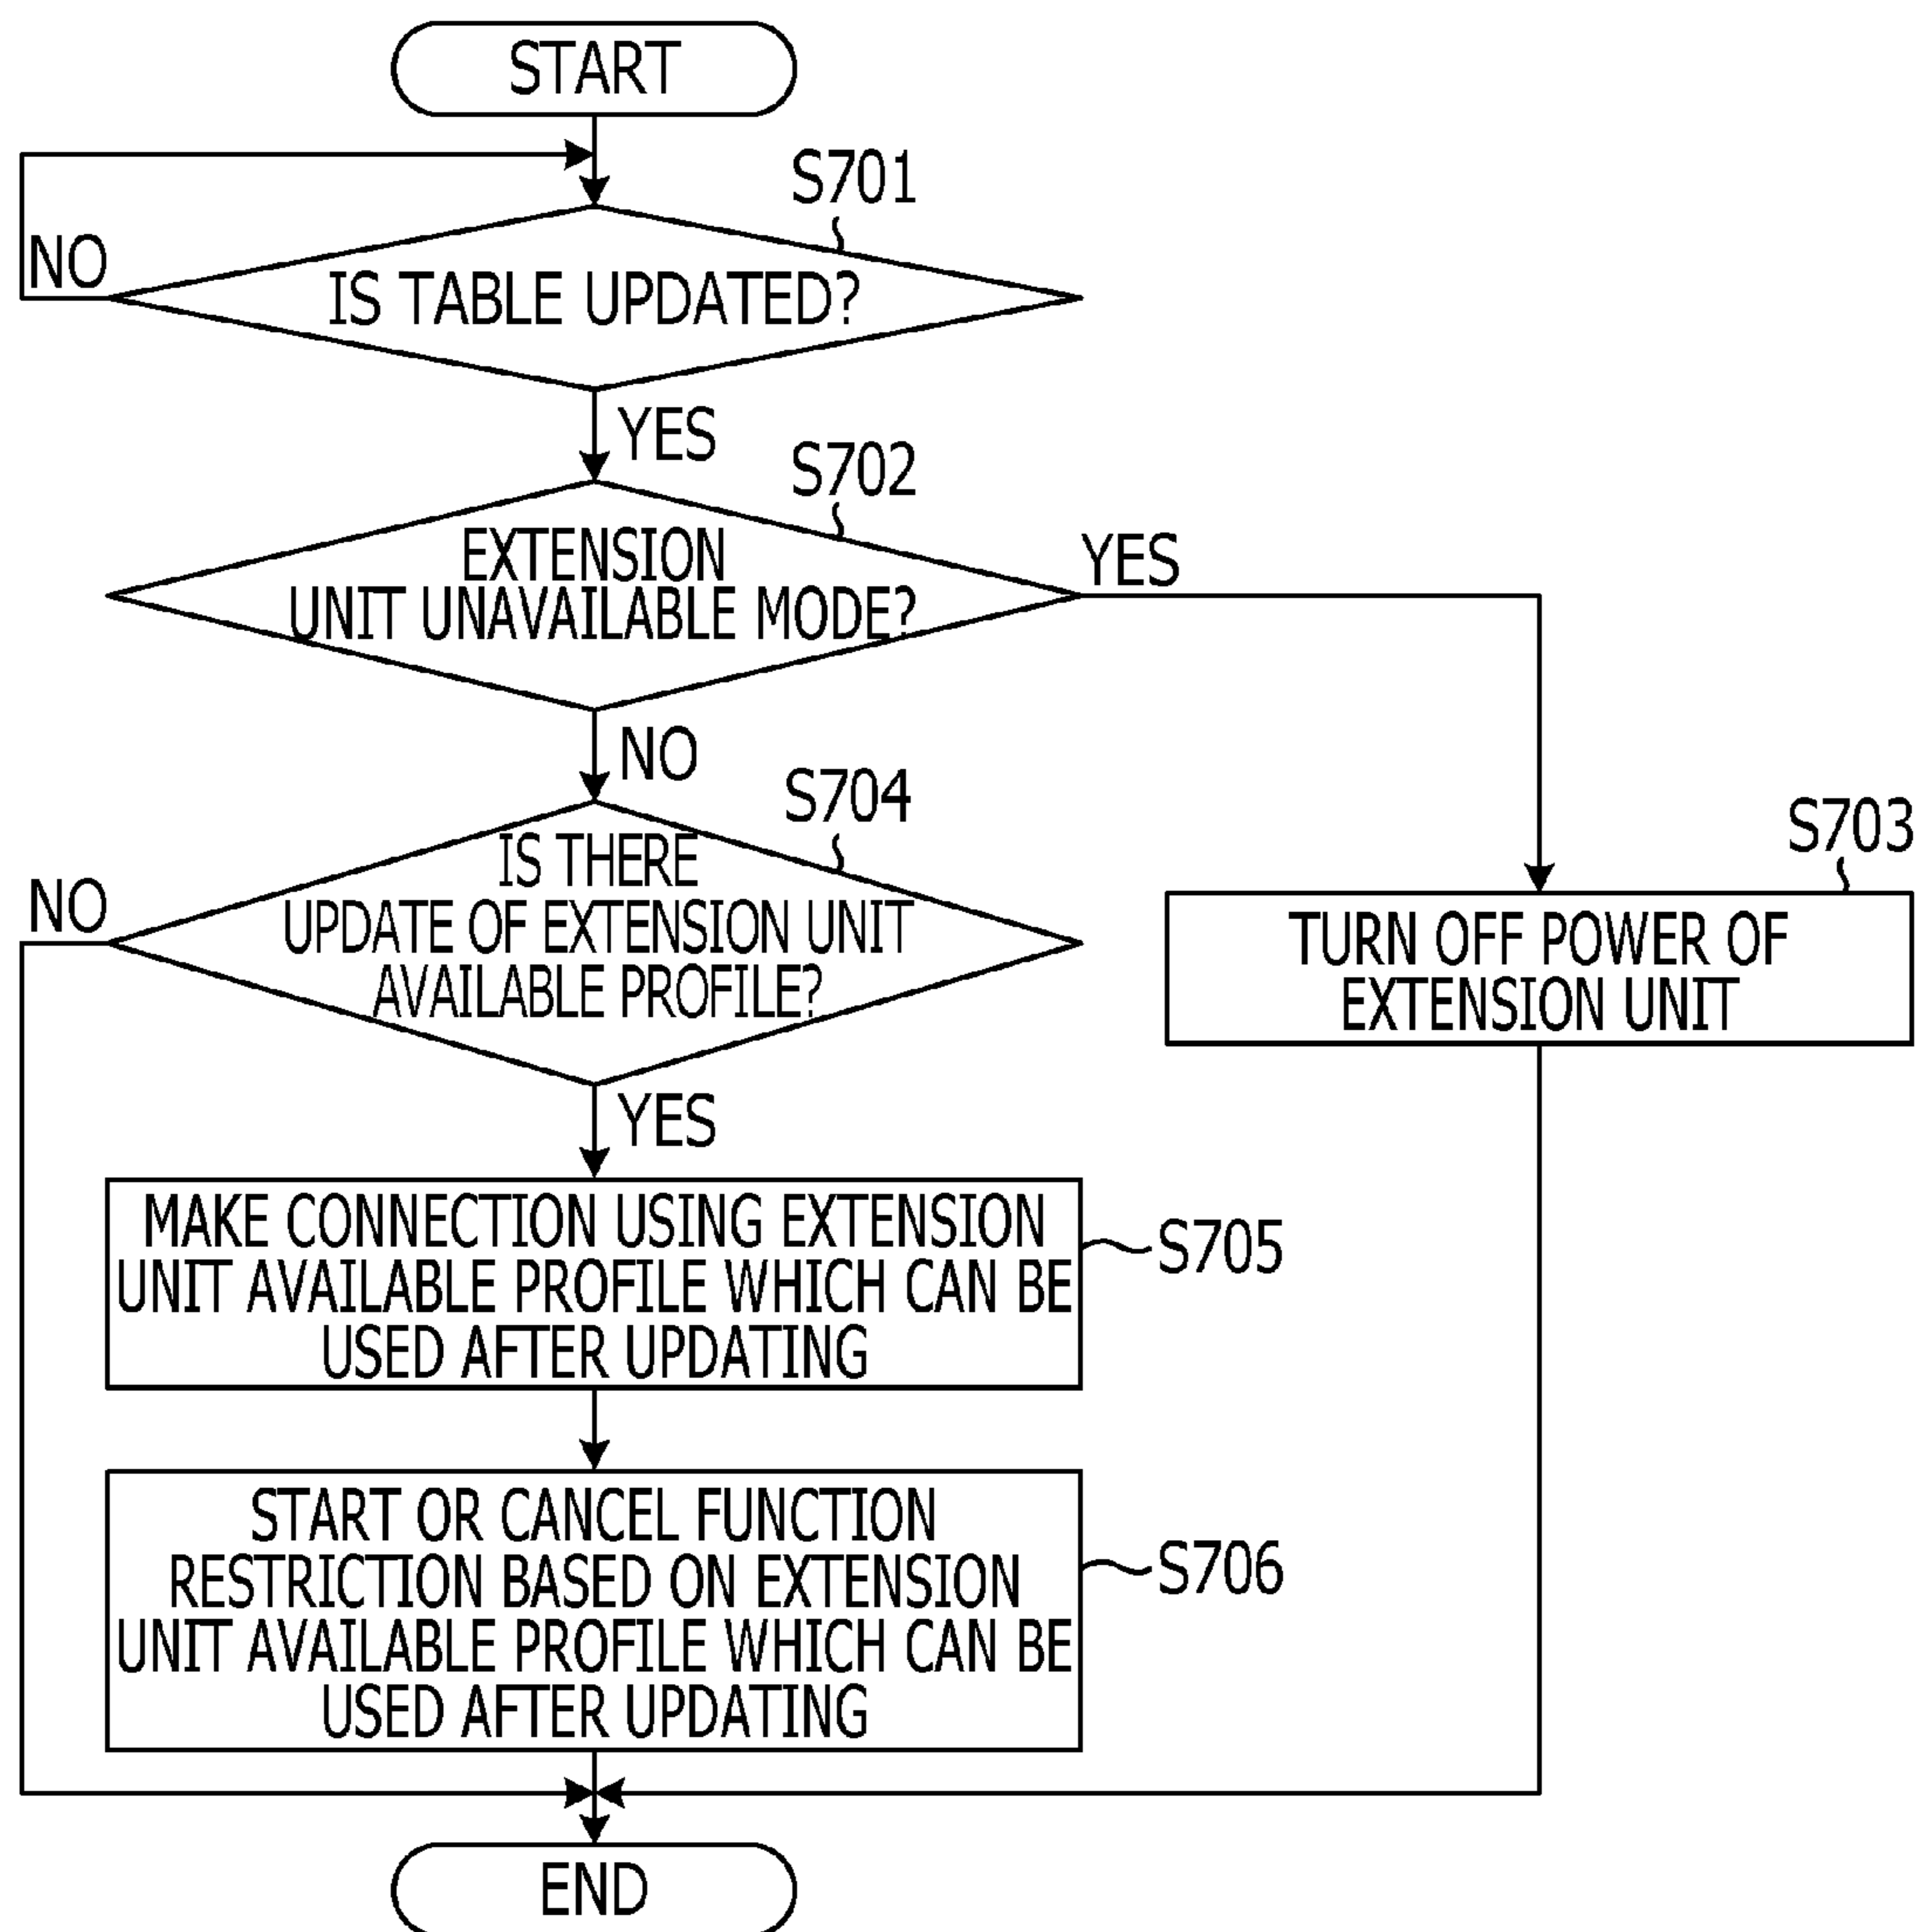 START
S701
NO
IS TABLE UPDATED?
YES
S702
EXTENSION
UNIT UNAVAILABLE MODE?
YES
NO
S704
S703
IS THERE
UPDATE OF EXTENSION UNIT
AVAILABLE PROFILE?
NO
TURN OFF POWER OF
EXTENSION UNIT
YES
MAKE CONNECTION USING EXTENSION
UNIT AVAILABLE PROFILE WHICH CAN BE
USED AFTER UPDATING
S705
START OR CANCEL FUNCTION
RESTRICTION BASED ON EXTENSION
UNIT AVAILABLE PROFILE WHICH CAN BE
USED AFTER UPDATING
S706
END